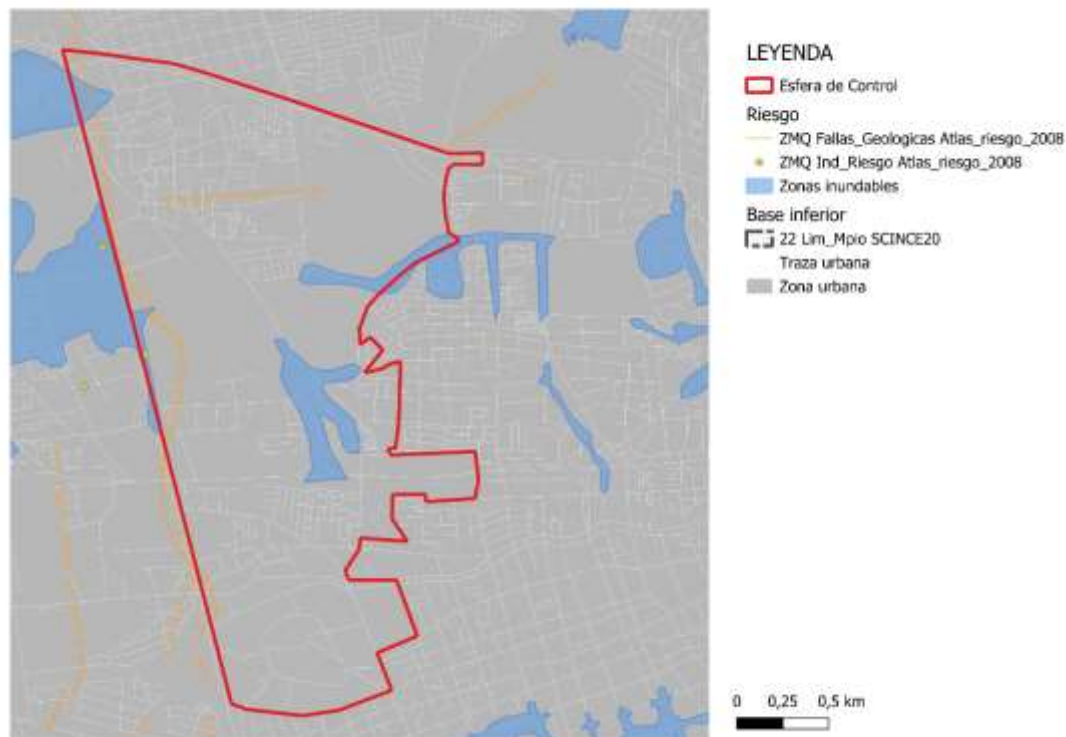 LEYENDA
Esfera de Control
Riesgo
ZMQ Fallas_Geologicas Atlas_riesgo_2008
ZMQ Ind_Riesgo Atlas_riesgo_2008
Zonas inundables
Base inferior
22 Lim_Mpio SCINCE20
Traza urbana
Zona urbana
0 0,25 0,5 km